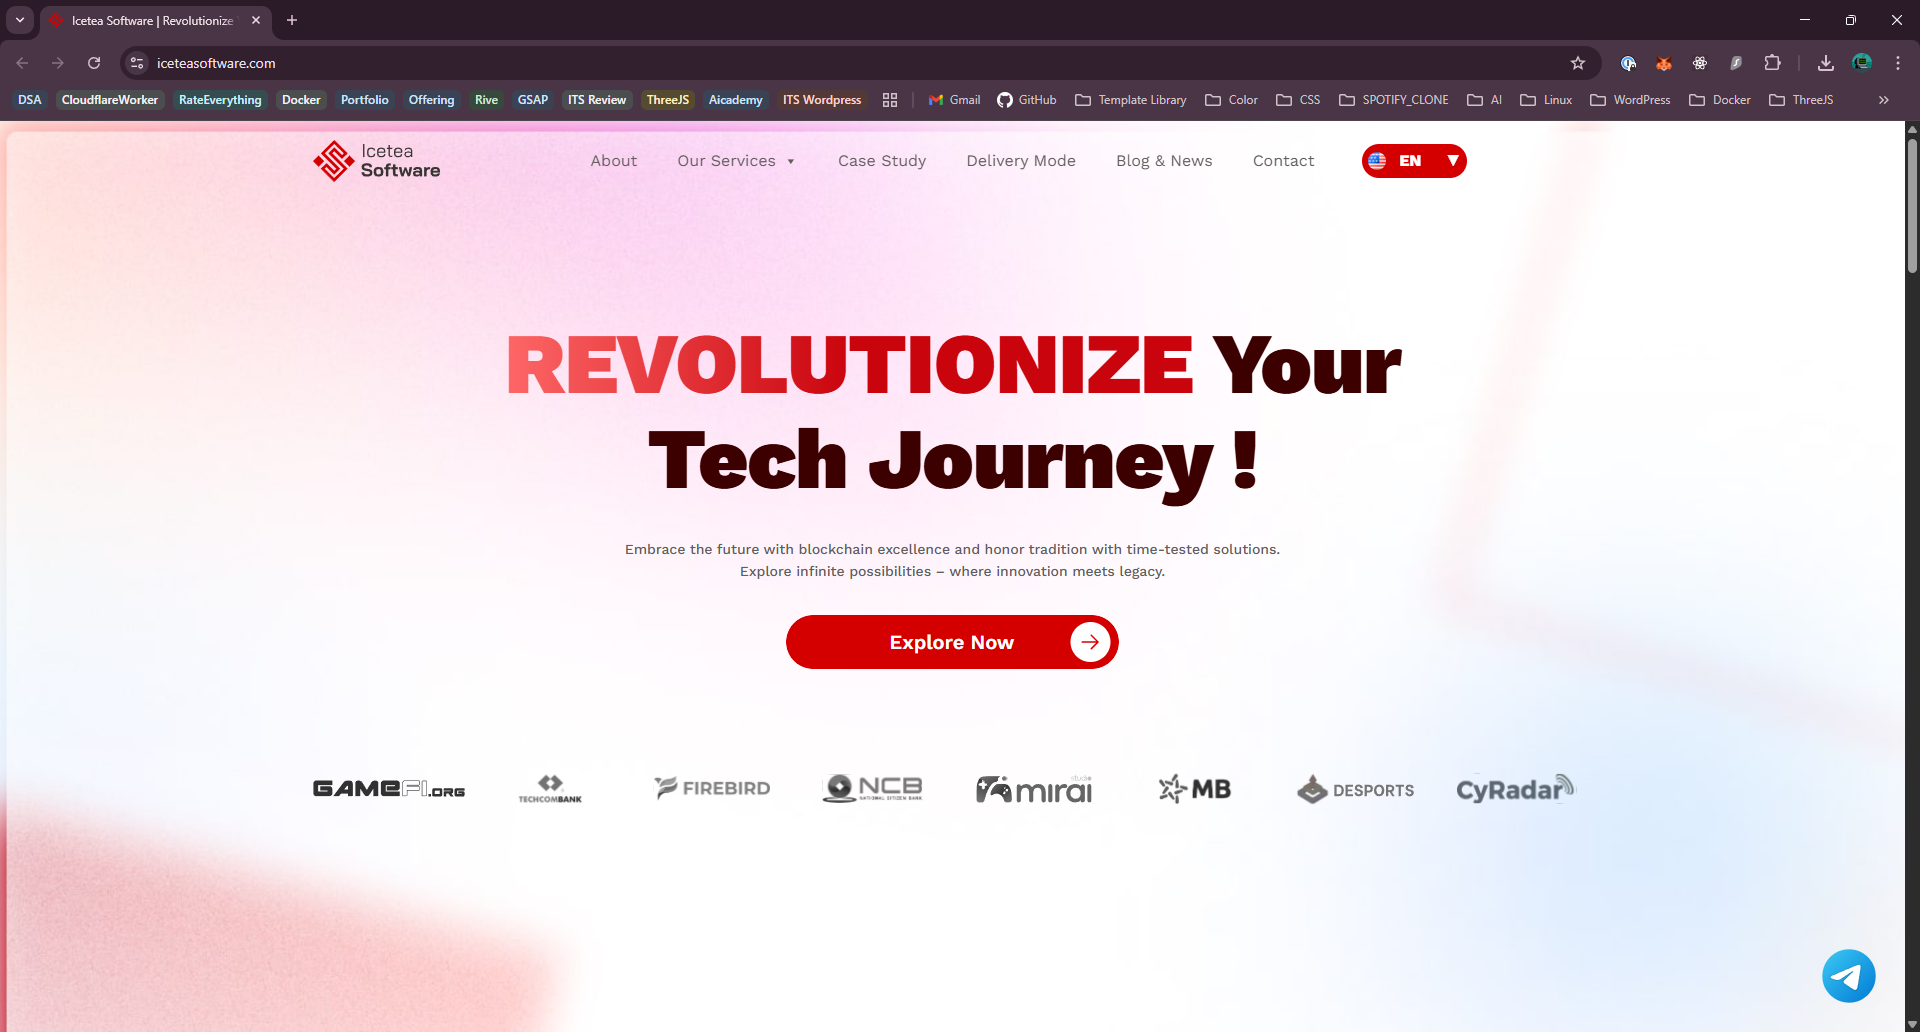 Icetea Software | Revolutionize
iceteasoftware.com
DSA CloudflareWorker RateEverything Docker Portfolio Offering Rive GSAP ITS Review ThreeJS Aicademy ITS Wordpress Gmail GitHub Template Library Color CSS SPOTIFY_CLONE AI Linux WordPress Docker ThreeJS
Icetea
Software
About Our Services Case Study Delivery Mode Blog & News Contact EN
REVOLUTIONIZE Your
Tech Journey !
Embrace the future with blockchain excellence and honor tradition with time-tested solutions.
Explore infinite possibilities – where innovation meets legacy.
Explore Now
GAMEFI.ORG TECHCOMBANK FIREBIRD NCB NATIONAL CITIZEN BANK mirai studio MB DESPORTS CyRadar